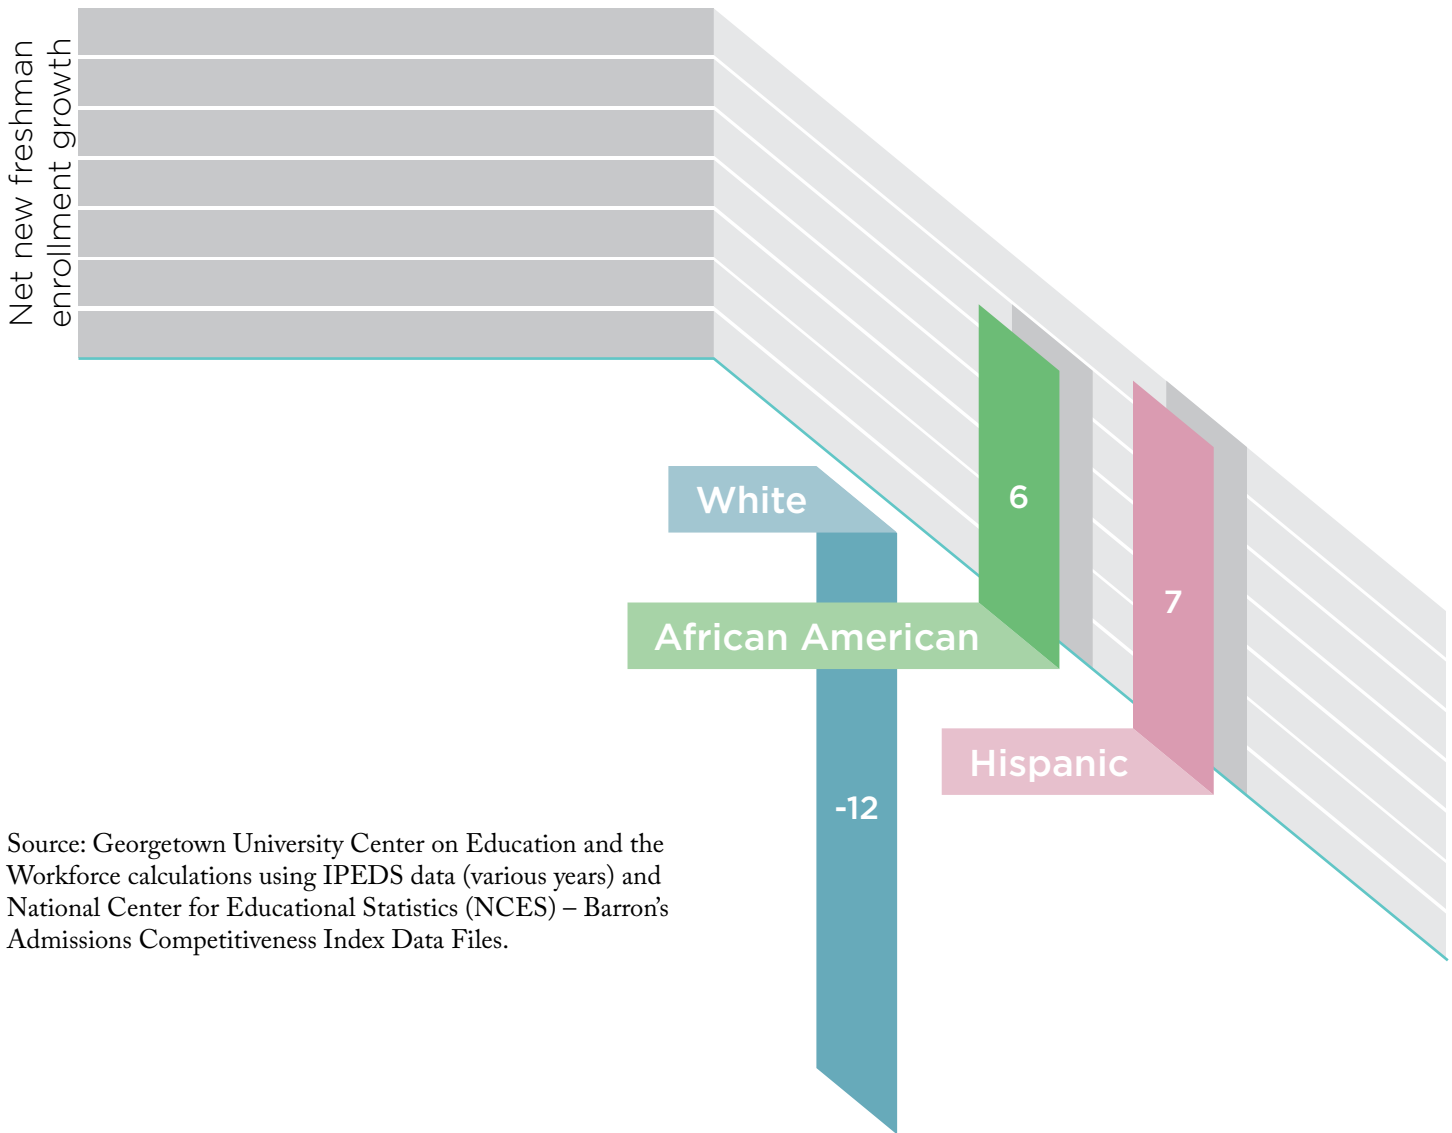 Net new freshman
enrollment growth
White
6
African American
7
Hispanic
-12
Source: Georgetown University Center on Education and the
Workforce calculations using IPEDS data (various years) and
National Center for Educational Statistics (NCES) – Barron’s
Admissions Competitiveness Index Data Files.